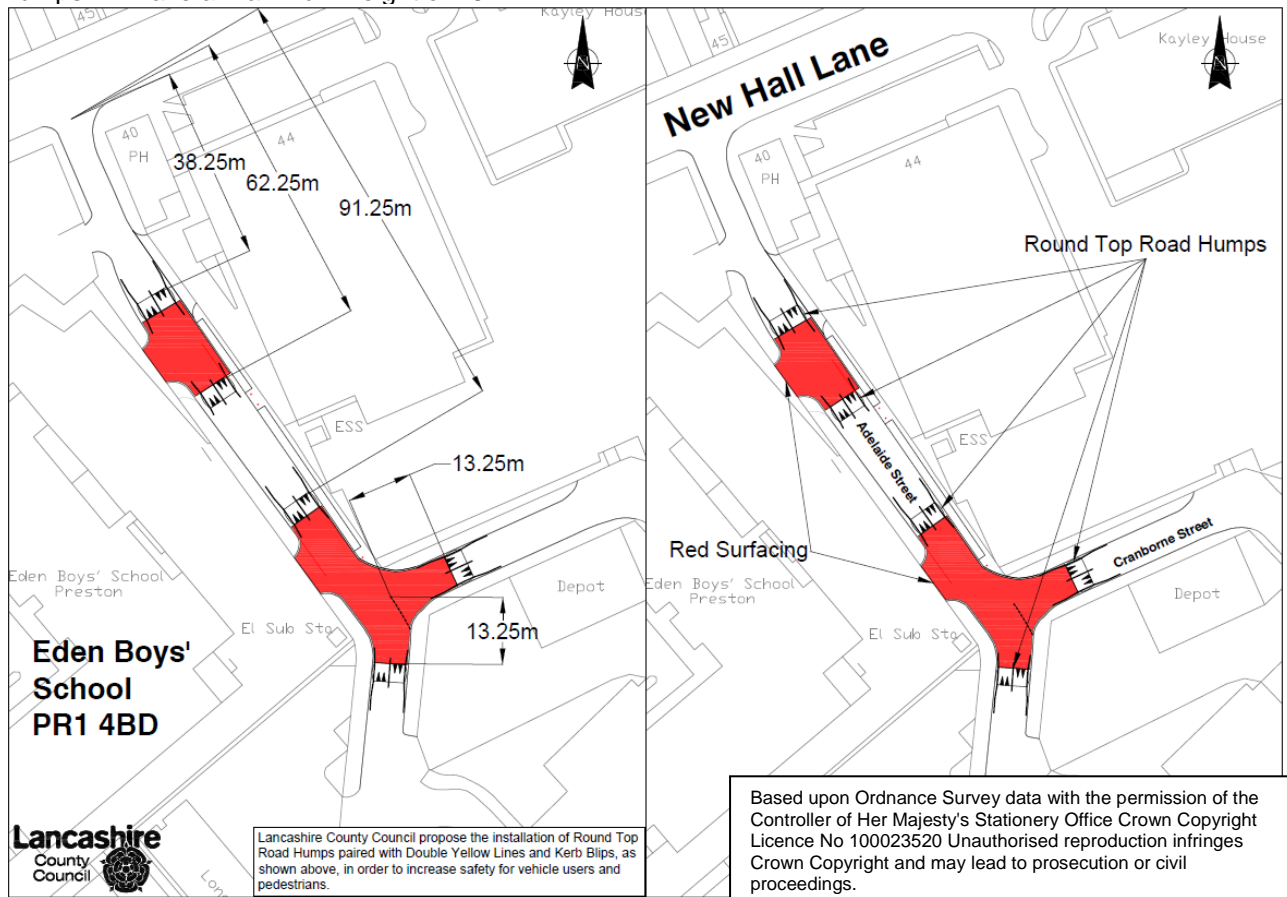 45
Kayley House
N
40
PH
44
38.25m
62.25m
91.25m
ESS
13.25m
Eden Boys' School
Preston
Depot
El Sub Sta
13.25m
Eden Boys'
School
PR1 4BD
Lancashire
County
Council
Lancashire County Council propose the installation of Round Top
Road Humps paired with Double Yellow Lines and Kerb Blips, as
shown above, in order to increase safety for vehicle users and
pedestrians.
45
New Hall Lane
Kayley House
N
40
PH
44
Round Top Road Humps
ESS
Adelaide Street
Red Surfacing
Cranborne Street
Eden Boys' School
Preston
Depot
El Sub Sta
Based upon Ordnance Survey data with the permission of the
Controller of Her Majesty's Stationery Office Crown Copyright
Licence No 100023520 Unauthorised reproduction infringes
Crown Copyright and may lead to prosecution or civil
proceedings.